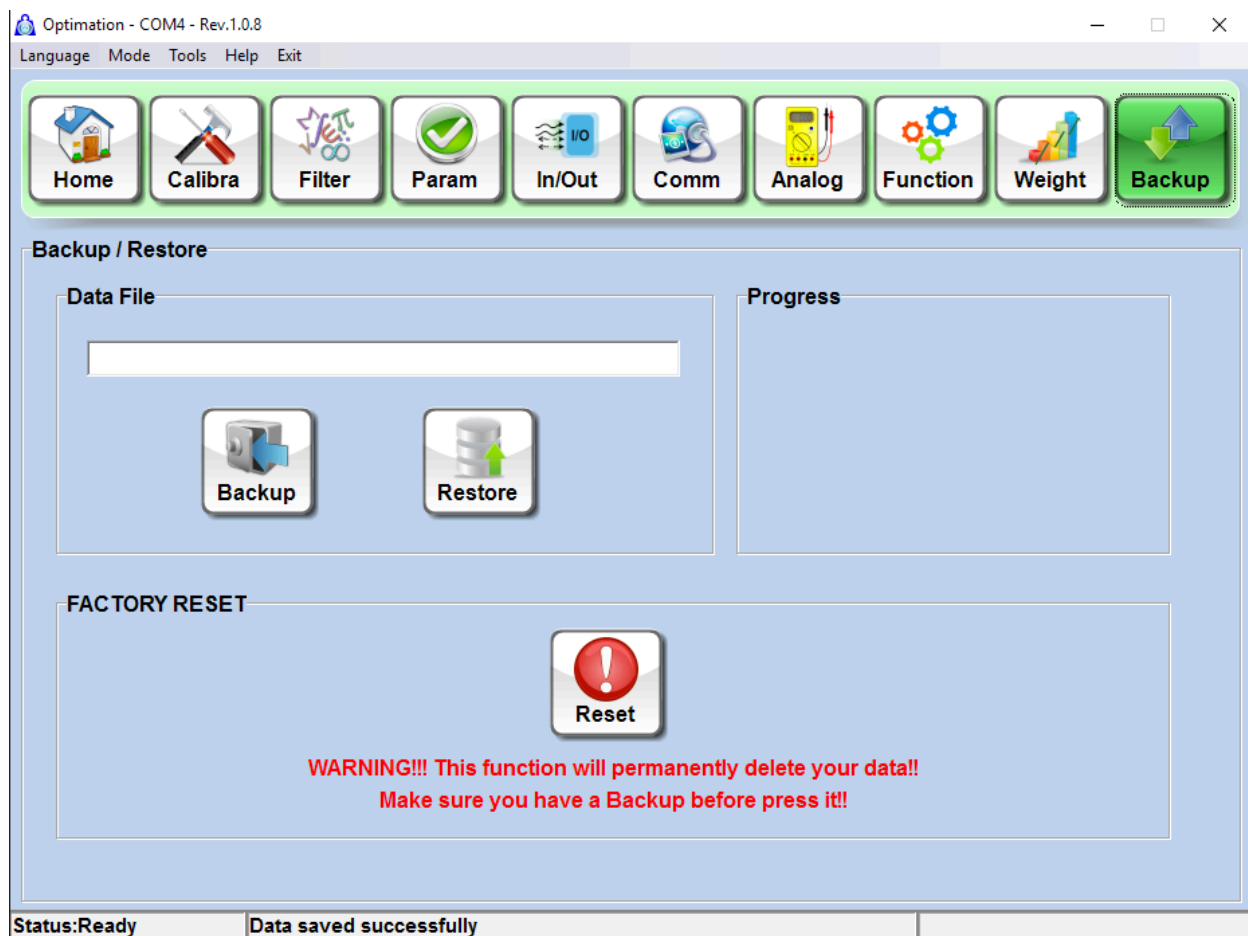 Optimation - COM4 - Rev.1.0.8
Language Mode Tools Help Exit
I/O
Home Calibra Filter Param In/Out Comm Analog Function Weight Backup
Backup / Restore
Data File
Progress
Backup Restore
FACTORY RESET
Reset
WARNING!!! This function will permanently delete your data!!
Make sure you have a Backup before press it!!
Status:Ready Data saved successfully